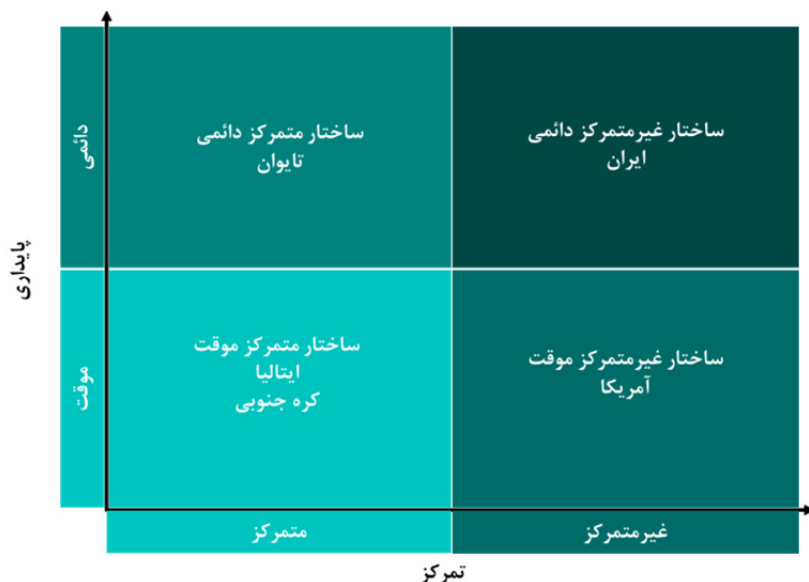 ساختار غیرمتمرکز دائمی
ایران
ساختار متمرکز دائمی
تایوان
دائمی
ساختار غیرمتمرکز موقت
آمریکا
ساختار متمرکز موقت
ایتالیا
کره جنوبی
موقت
پایداری
غیرمتمرکز
متمرکز
تمرکز